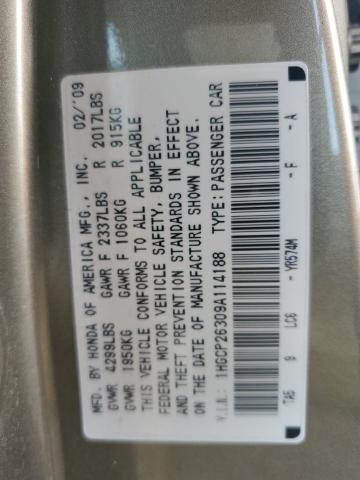 MFD. BY HONDA OF AMERICA MFG., INC. 02/'09
GVWR 4299LBS GAWR F 2337LBS R 2017LBS
GVWR 1950KG GAWR F 1060KG R 915KG
THIS VEHICLE CONFORMS TO ALL APPLICABLE
FEDERAL MOTOR VEHICLE SAFETY, BUMPER,
AND THEFT PREVENTION STANDARDS IN EFFECT
ON THE DATE OF MANUFACTURE SHOWN ABOVE.
V.I.N.: 1HGCP26309A114188 TYPE: PASSENGER CAR
TA5 9 LC6 - YR574M - F - A